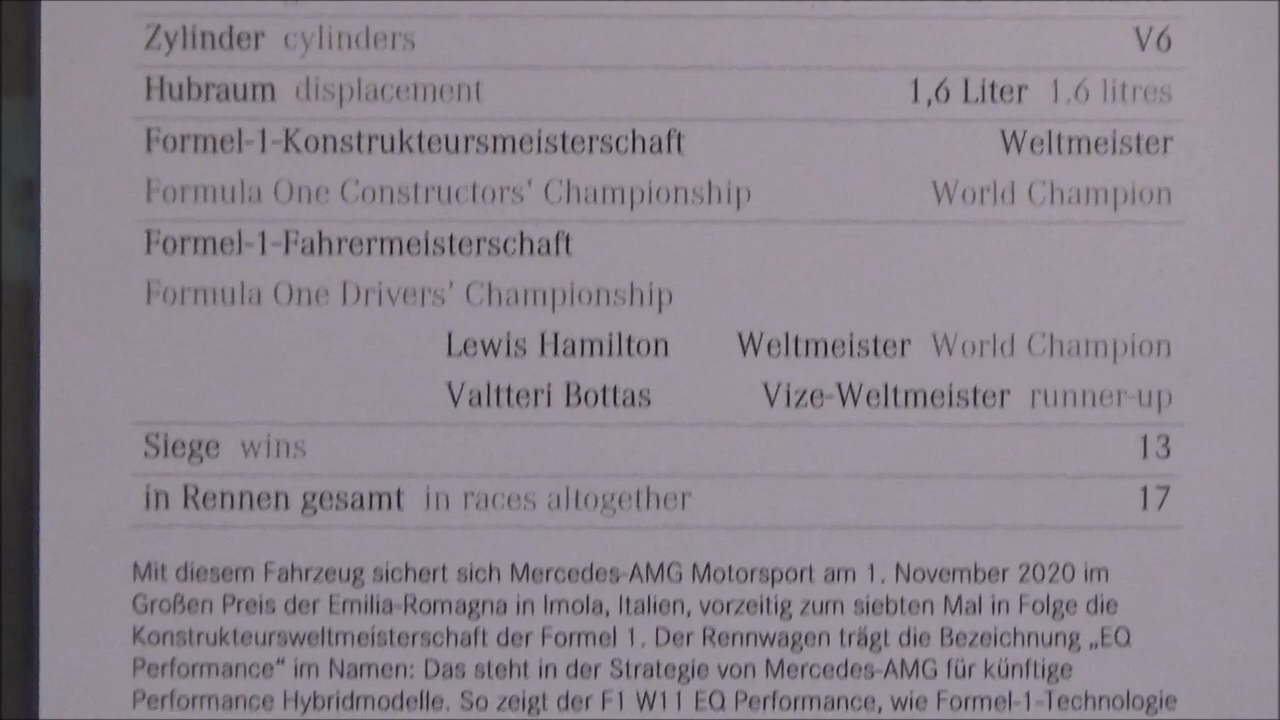 Zylinder cylinders V6
Hubraum displacement 1,6 Liter 1.6 litres
Formel-1-Konstrukteursmeisterschaft Weltmeister
Formula One Constructors' Championship World Champion
Formel-1-Fahrermeisterschaft
Formula One Drivers' Championship
Lewis Hamilton Weltmeister World Champion
Valtteri Bottas Vize-Weltmeister runner-up
Siege wins 13
in Rennen gesamt in races altogether 17
Mit diesem Fahrzeug sichert sich Mercedes-AMG Motorsport am 1. November 2020 im
Großen Preis der Emilia-Romagna in Imola, Italien, vorzeitig zum siebten Mal in Folge die
Konstrukteursweltmeisterschaft der Formel 1. Der Rennwagen trägt die Bezeichnung „EQ
Performance“ im Namen: Das steht in der Strategie von Mercedes-AMG für künftige
Performance Hybridmodelle. So zeigt der F1 W11 EQ Performance, wie Formel-1-Technologie